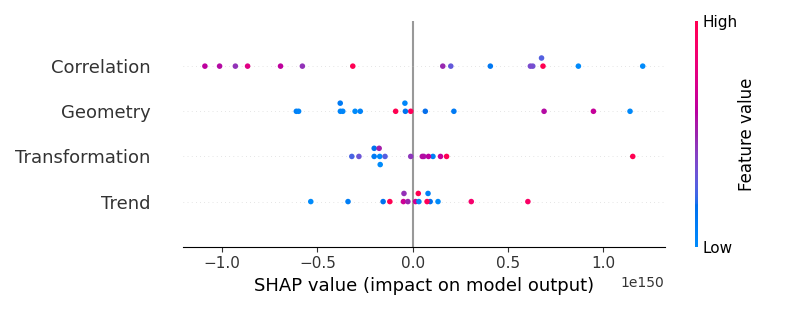 High
Correlation
Geometry
Transformation
Trend
Feature value
Low
−1.0 −0.5 0.0 0.5 1.0
1e150
SHAP value (impact on model output)